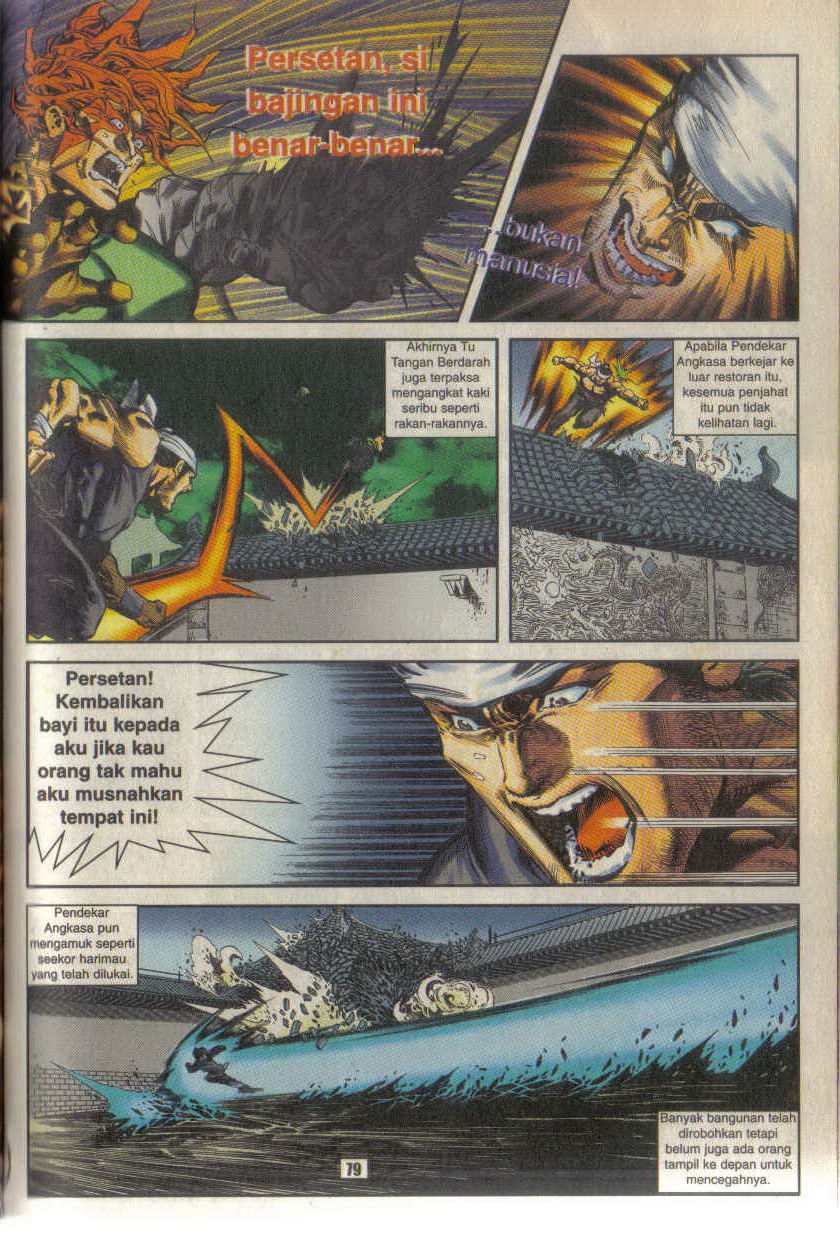 Persetan, si
bajingan ini
benar-benar...
...bukan
manusia!
Akhirnya Tu
Tangan Berdarah
juga terpaksa
mengangkat kaki
seribu seperti
rakan-rakannya.
Apabila Pendekar
Angkasa berkejar ke
luar restoran itu,
kesemua penjahat
itu pun tidak
kelihatan lagi.
Persetan!
Kembalikan
bayi itu kepada
aku jika kau
orang tak mahu
aku musnahkan
tempat ini!
Pendekar
Angkasa pun
mengamuk seperti
seekor harimau
yang telah dilukai.
Banyak bangunan telah
dirobohkan tetapi
belum juga ada orang
tampil ke depan untuk
mencegahnya.
79